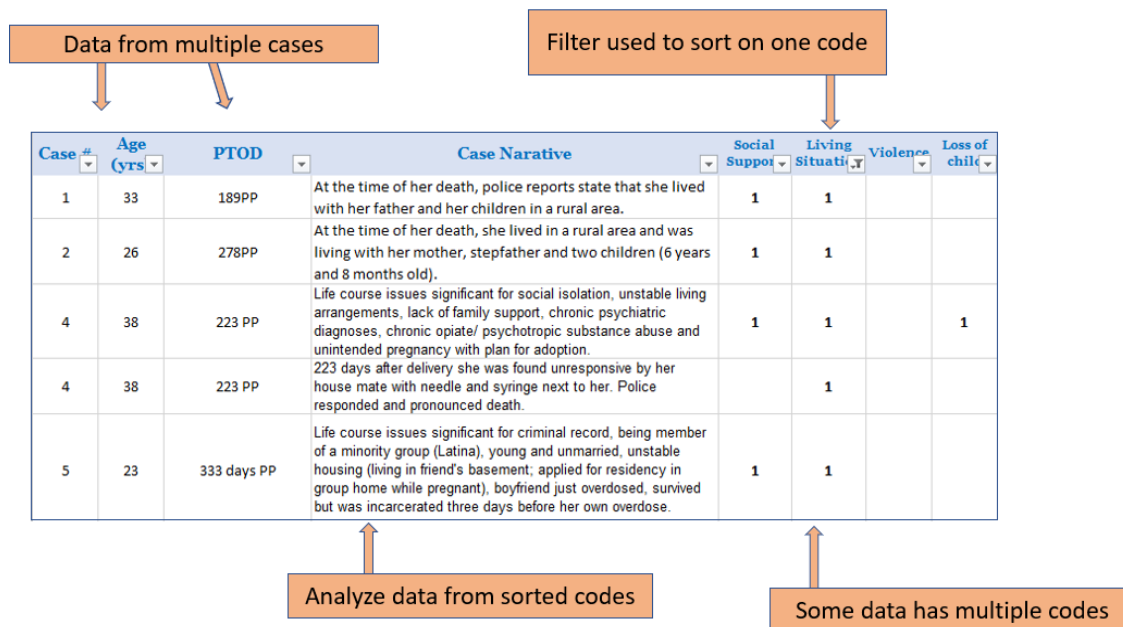 Data from multiple cases
Filter used to sort on one code
Case #
Age
(yrs
PTOD
Case Narative
Social
Suppor
Living
Situatio
Violence
Loss of
child
1
33
189PP
At the time of her death, police reports state that she lived
with her father and her children in a rural area.
1
1
2
26
278PP
At the time of her death, she lived in a rural area and was
living with her mother, stepfather and two children (6 years
and 8 months old).
1
1
4
38
223 PP
Life course issues significant for social isolation, unstable living
arrangements, lack of family support, chronic psychiatric
diagnoses, chronic opiate/ psychotropic substance abuse and
unintended pregnancy with plan for adoption.
1
1
1
4
38
223 PP
223 days after delivery she was found unresponsive by her
house mate with needle and syringe next to her. Police
responded and pronounced death.
1
5
23
333 days PP
Life course issues significant for criminal record, being member
of a minority group (Latina), young and unmarried, unstable
housing (living in friend's basement; applied for residency in
group home while pregnant), boyfriend just overdosed, survived
but was incarcerated three days before her own overdose.
1
1
Analyze data from sorted codes
Some data has multiple codes